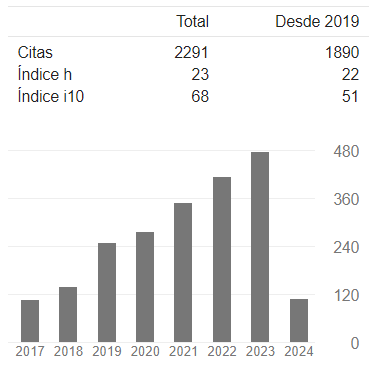 Total Desde 2019
Citas 2291 1890
Índice h 23 22
Índice i10 68 51
480
360
240
120
0
2017 2018 2019 2020 2021 2022 2023 2024